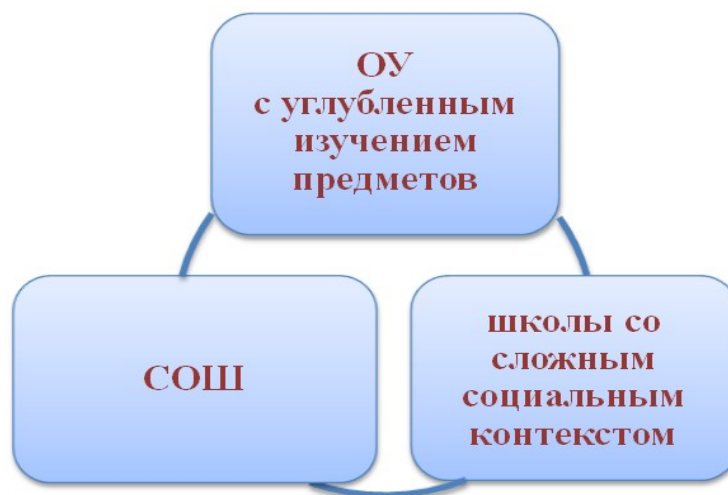 ОУ
с углубленным
изучением
предметов
СОШ
школы со
сложным
социальным
контекстом